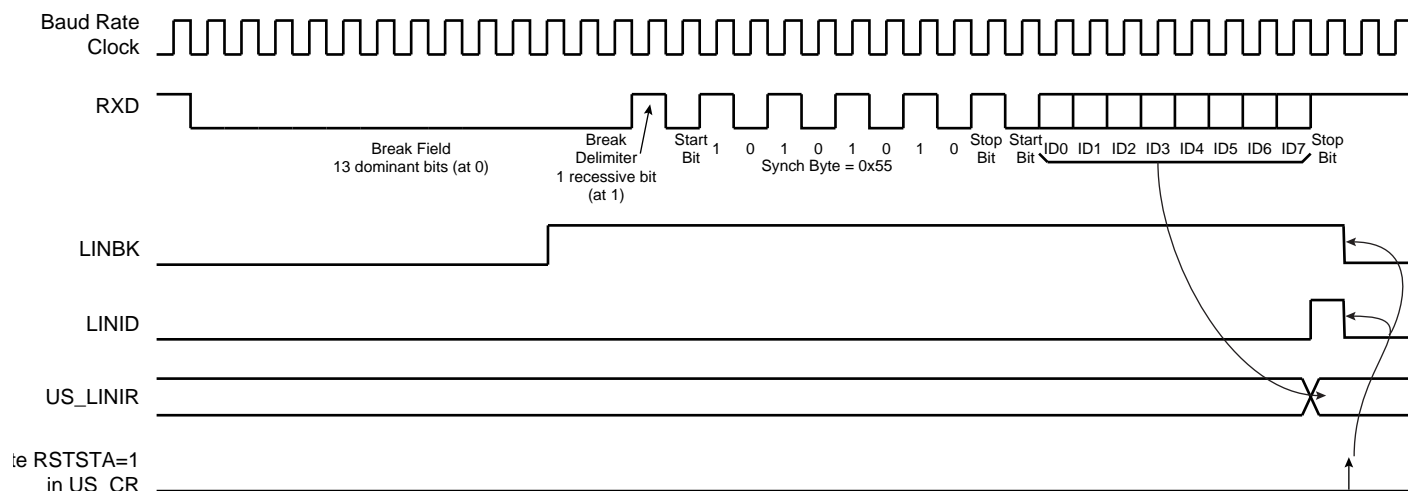 Baud Rate
Clock
RXD
Break Field
13 dominant bits (at 0)
Break
Delimiter
1 recessive bit
(at 1)
Start
Bit
1 0 1 0 1 0 1 0
Synch Byte = 0x55
Stop
Bit
Start
Bit
ID0 ID1 ID2 ID3 ID4 ID5 ID6 ID7
Stop
Bit
LINBK
LINID
US_LINIR
te RSTSTA=1
in US_CR